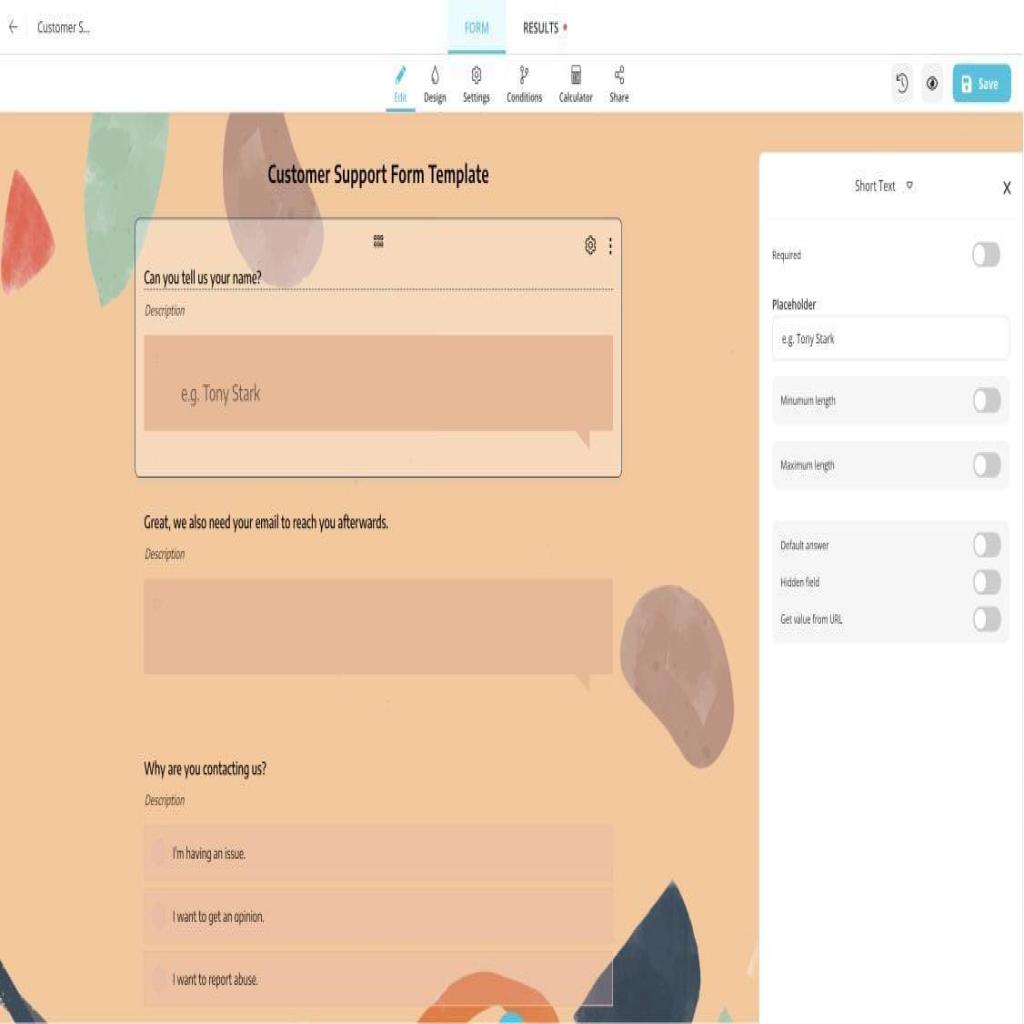 Customer S...
FORM
RESULTS
Edit
Design
Settings
Conditions
Calculator
Share
Save
Customer Support Form Template
Can you tell us your name?
Description
e.g. Tony Stark
Great, we also need your email to reach you afterwards.
Description
Why are you contacting us?
Description
I'm having an issue.
I want to get an opinion.
I want to report abuse.
Short Text
X
Required
Placeholder
e.g. Tony Stark
Minumum length
Maximum length
Default answer
Hidden field
Get value from URL